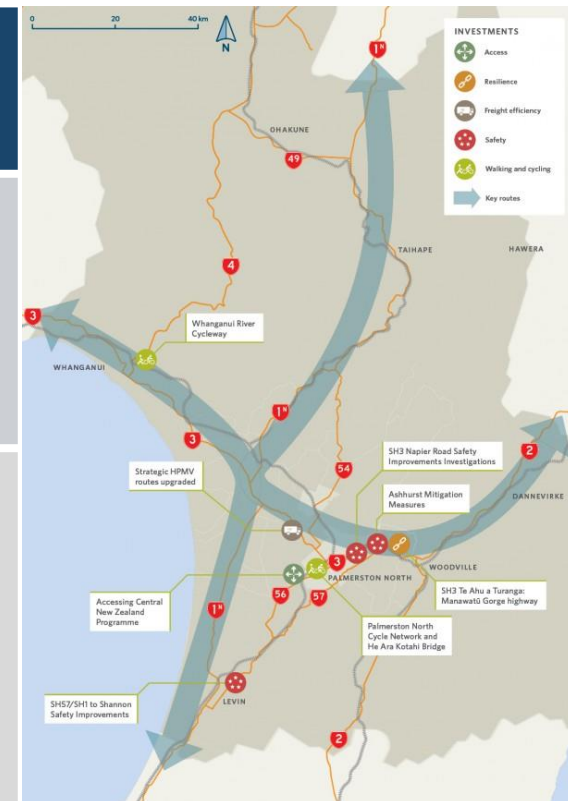 0
20
40 km
N
INVESTMENTS
Access
Resilience
Freight efficiency
Safety
Walking and cycling
Key routes
1N
OHAKUNE
49
TAIHAPE
HAWERA
4
3
Whanganui River
Cycleway
WHANGANUI
1N
3
54
2
Strategic HPMV
routes upgraded
SH3 Napier Road Safety
Improvements Investigations
Ashhurst Mitigation
Measures
DANNEVIRKE
3
WOODVILLE
PALMERSTON NORTH
56
57
1N
Accessing Central
New Zealand
Programme
SH3 Te Ahu a Turanga:
Manawatū Gorge highway
Palmerston North
Cycle Network and
He Ara Kotahi Bridge
SH57/SH1 to Shannon
Safety Improvements
LEVIN
2